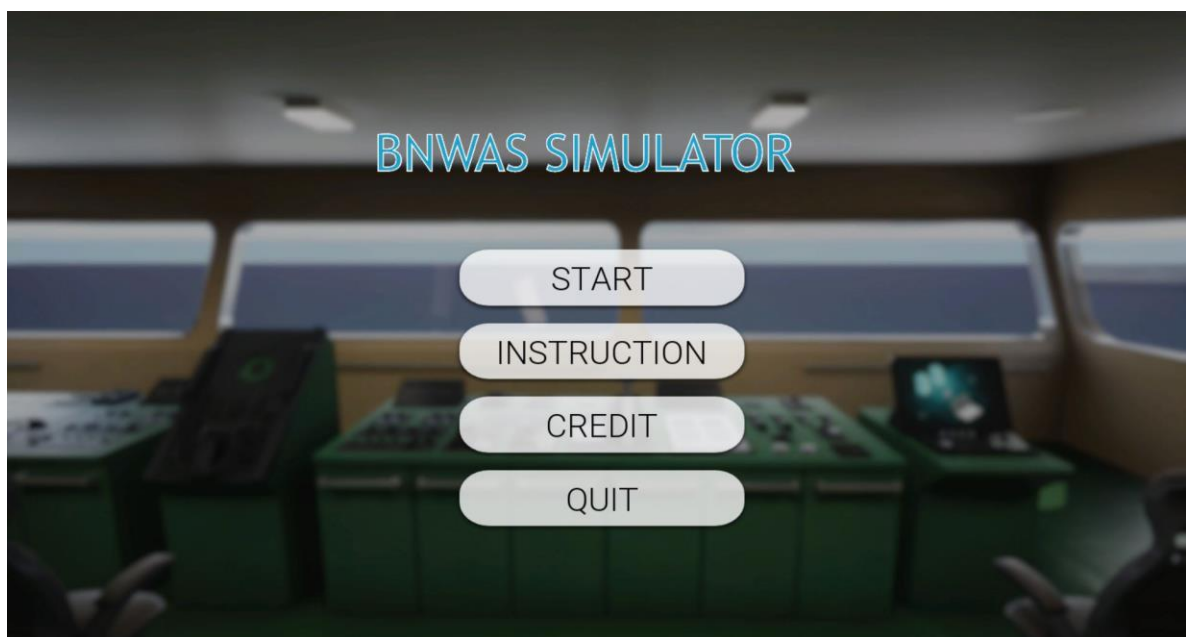 BNWAS SIMULATOR
START
INSTRUCTION
CREDIT
QUIT